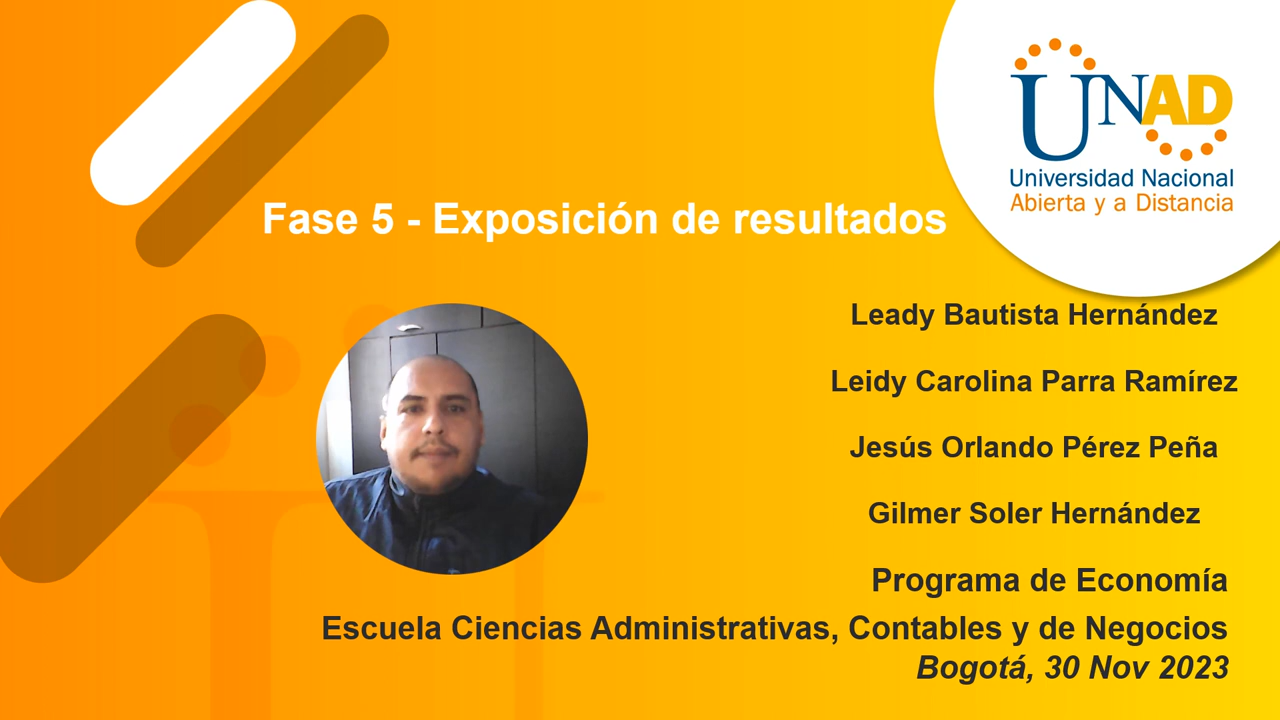 UNAD
Universidad Nacional
Abierta y a Distancia
Fase 5 - Exposición de resultados
Leady Bautista Hernández
Leidy Carolina Parra Ramírez
Jesús Orlando Pérez Peña
Gilmer Soler Hernández
Programa de Economía
Escuela Ciencias Administrativas, Contables y de Negocios
Bogotá, 30 Nov 2023